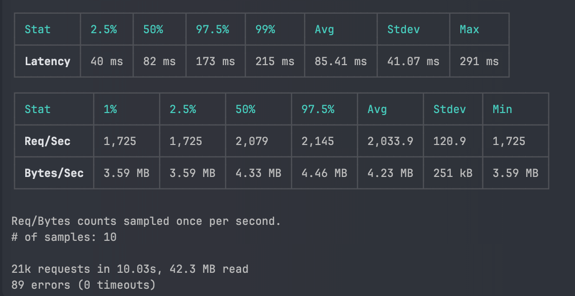 Stat 2.5% 50% 97.5% 99% Avg Stdev Max
Latency 40 ms 82 ms 173 ms 215 ms 85.41 ms 41.07 ms 291 ms
Stat 1% 2.5% 50% 97.5% Avg Stdev Min
Req/Sec 1,725 1,725 2,079 2,145 2,033.9 120.9 1,725
Bytes/Sec 3.59 MB 3.59 MB 4.33 MB 4.46 MB 4.23 MB 251 kB 3.59 MB
Req/Bytes counts sampled once per second.
# of samples: 10
21k requests in 10.03s, 42.3 MB read
89 errors (0 timeouts)